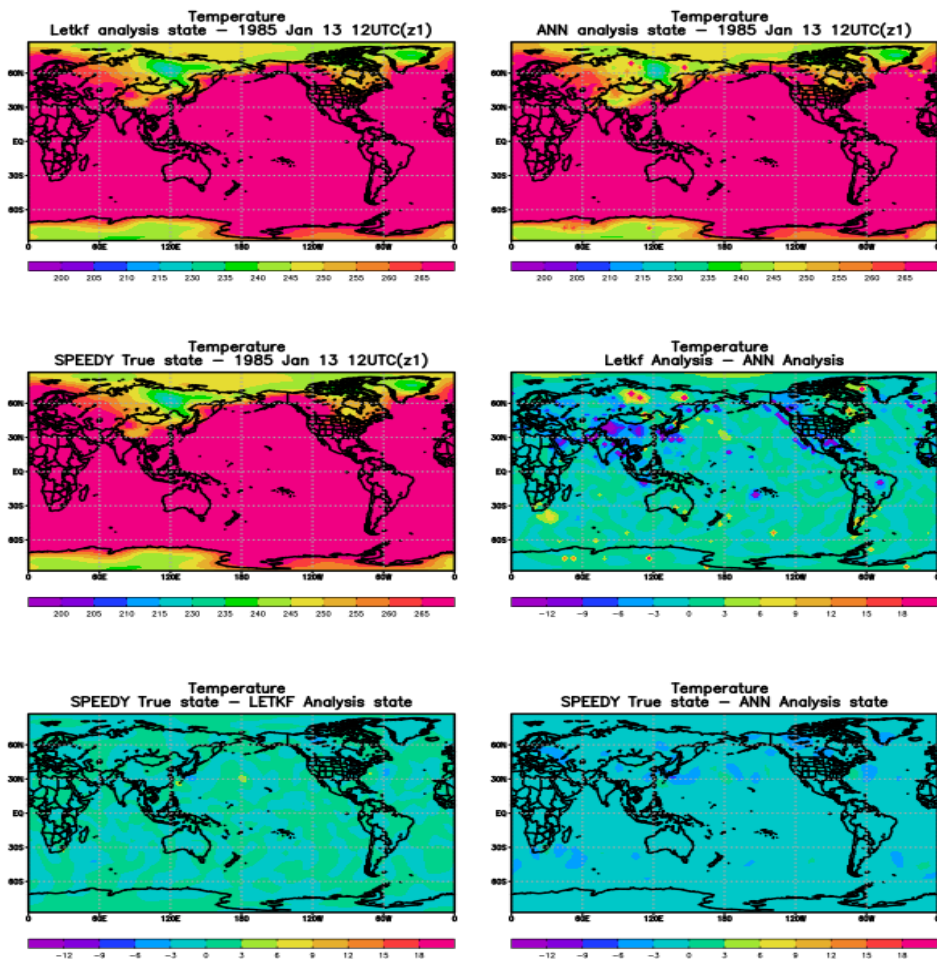 Temperature
Letkf analysis state − 1985 Jan 13 12UTC(z1)
60N
30N
EQ
30S
60S
0 60E 120E 180 120W 60W 0
200 205 210 215 230 235 240 245 250 255 260 265
Temperature
ANN analysis state − 1985 Jan 13 12UTC(z1)
60N
30N
EQ
30S
60S
0 60E 120E 180 120W 60W 0
200 205 210 215 230 235 240 245 250 255 260 265
Temperature
SPEEDY True state − 1985 Jan 13 12UTC(z1)
60N
30N
EQ
30S
60S
0 60E 120E 180 120W 60W 0
200 205 210 215 230 235 240 245 250 255 260 265
Temperature
Letkf Analysis − ANN Analysis
60N
30N
EQ
30S
60S
0 60E 120E 180 120W 60W 0
−12 −9 −6 −3 0 3 6 9 12 15 18
Temperature
SPEEDY True state − LETKF Analysis state
60N
30N
EQ
30S
60S
0 60E 120E 180 120W 60W 0
−12 −9 −6 −3 0 3 6 9 12 15 18
Temperature
SPEEDY True state − ANN Analysis state
60N
30N
EQ
30S
60S
0 60E 120E 180 120W 60W 0
−12 −9 −6 −3 0 3 6 9 12 15 18